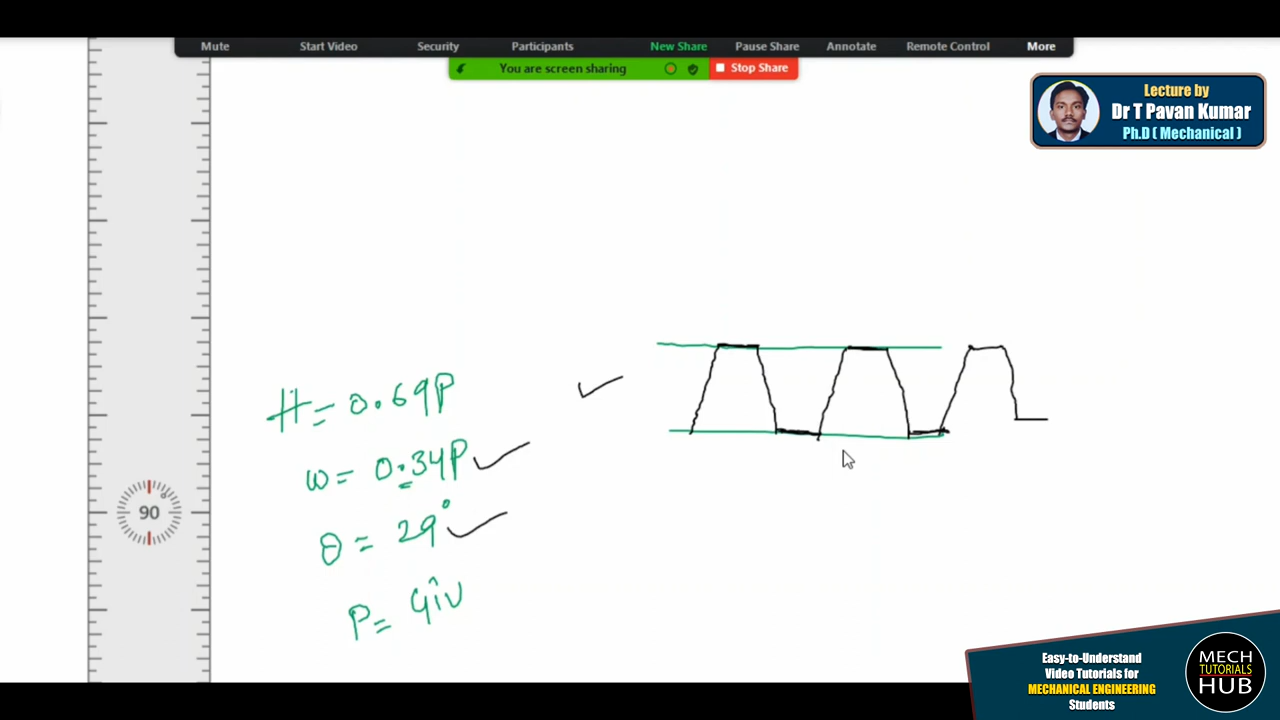 Mute Start Video Security Participants New Share Pause Share Annotate Remote Control More
You are screen sharing Stop Share
Lecture by
Dr T Pavan Kumar
Ph.D ( Mechanical )
H = 0.69P
w = 0.34P
θ = 29°
90
P = Giv
Easy-to-Understand
Video Tutorials for
MECHANICAL ENGINEERING
Students
MECH
TUTORIALS
HUB